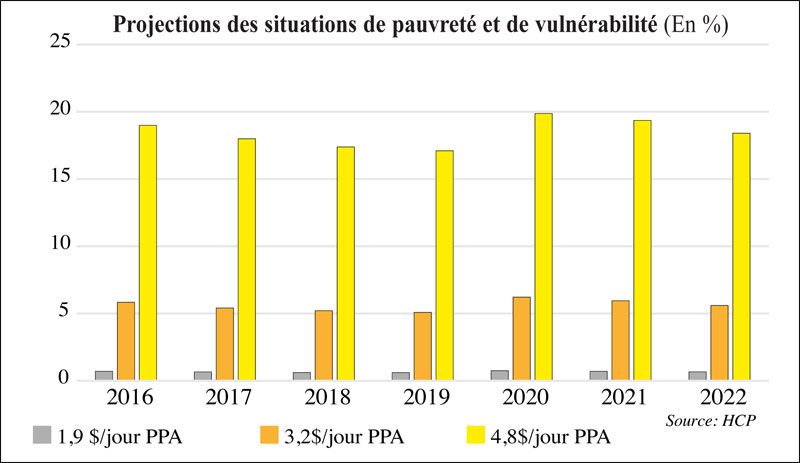 Projections des situations de pauvreté et de vulnérabilité (En %)
25
20
15
10
5
0
2016 2017 2018 2019 2020 2021 2022
Source: HCP
1,9 $/jour PPA 3,2$/jour PPA 4,8$/jour PPA